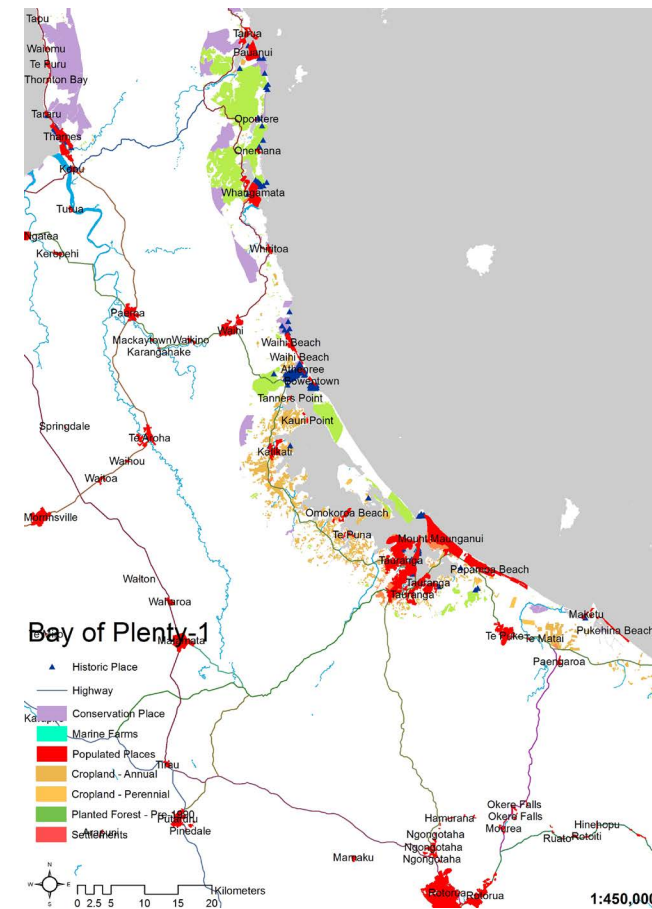 Tapu
Tairua
Waiomu
Pauanui
Te Puru
Thornton Bay
Tararu
Opoutere
Thames
Onemana
Kopu
Whangamata
Turua
Ngatea
Kerepehi
Whiritoa
Paeroa
Waihi
Mackaytown
Waikino
Karangahake
Waihi Beach
Waihi Beach
Athenree
Bowentown
Tanners Point
Kauri Point
Springdale
Te Aroha
Katikati
Waihou
Waitoa
Morrinsville
Omokoroa Beach
Te Puna
Mount Maunganui
Tauranga
Papamoa Beach
Tauranga
Tauranga
Walton
Waharoa
Maketu
Pukehina Beach
Te Puke
Te Matai
Matamata
Paengaroa
Bay of Plenty-1
Historic Place
Highway
Conservation Place
Marine Farms
Populated Places
Cropland - Annual
Cropland - Perennial
Planted Forest - Pre-1990
Settlements
Tirau
Putaruru
Pinedale
Arapuni
Okere Falls
Okere Falls
Mourea
Hamurana
Ngongotaha
Ngongotaha
Ngongotaha
Hinehopu
Ruato
Rotoiti
Mamaku
Rotorua
Rotorua
N
W
E
S
0 2.5 5 10 15 20
Kilometers
1:450,000